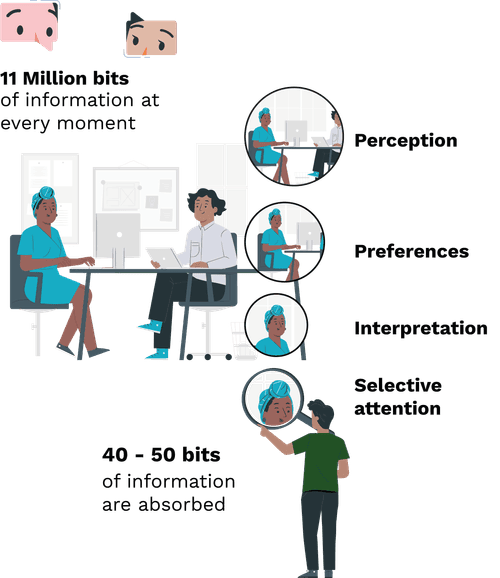 11 Million bits
of information at
every moment
Perception
Preferences
Interpretation
Selective
attention
40 - 50 bits
of information
are absorbed